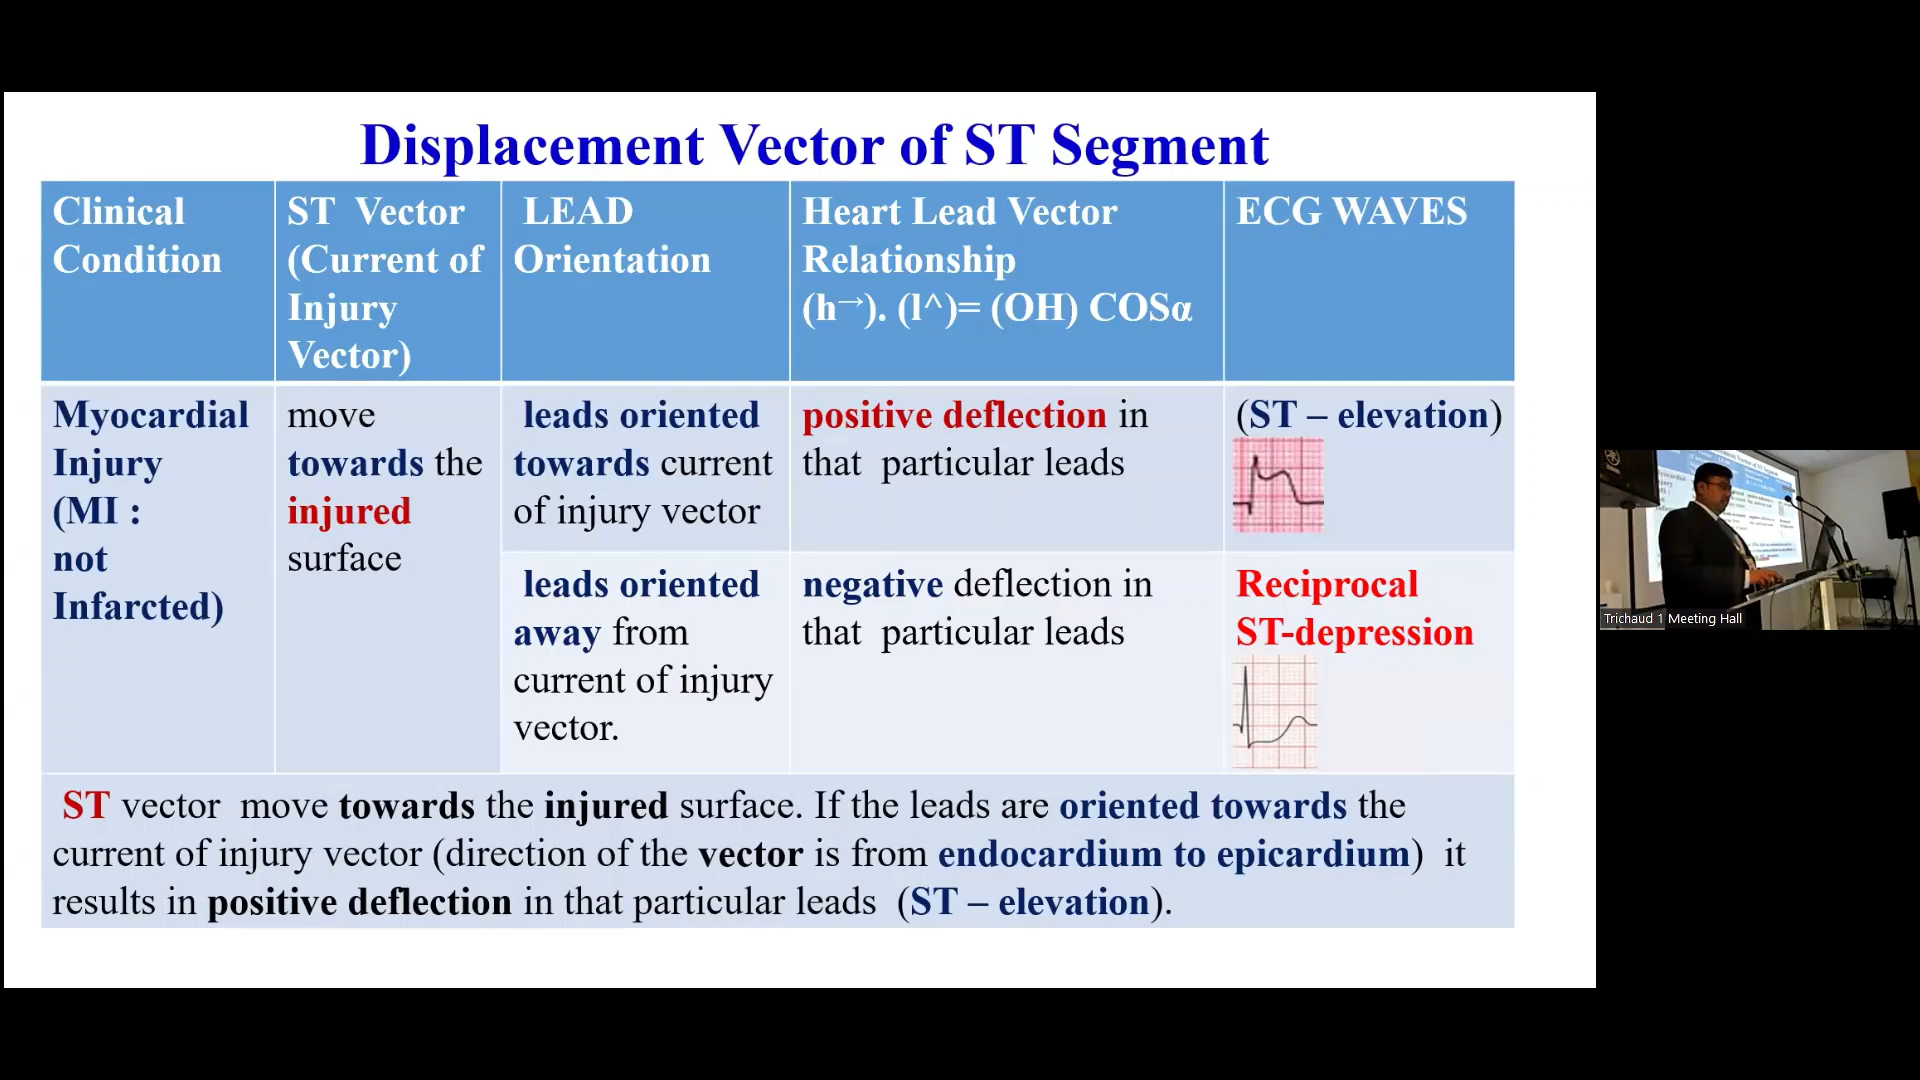 Displacement Vector of ST Segment
Clinical
Condition
ST Vector
(Current of
Injury
Vector)
LEAD
Orientation
Heart Lead Vector
Relationship
(h→). (l^)= (OH) COSα
ECG WAVES
Myocardial
Injury
(MI :
not
Infarcted)
move
towards the
injured
surface
leads oriented
towards current
of injury vector
positive deflection in
that particular leads
(ST – elevation)
leads oriented
away from
current of injury
vector.
negative deflection in
that particular leads
Reciprocal
ST-depression
ST vector move towards the injured surface. If the leads are oriented towards the
current of injury vector (direction of the vector is from endocardium to epicardium) it
results in positive deflection in that particular leads (ST – elevation).
Trichaud 1 Meeting Hall